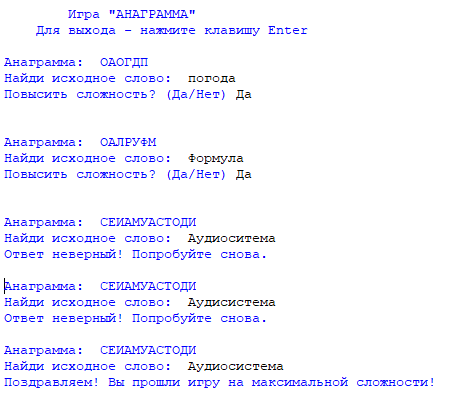 Игра "АНАГРАММА"
Для выхода - нажмите клавишу Enter
Анаграмма: ОАОГДП
Найди исходное слово: погода
Повысить сложность? (Да/Нет) Да
Анаграмма: ОАЛРУФМ
Найди исходное слово: Формула
Повысить сложность? (Да/Нет) Да
Анаграмма: СЕИАМУАСТОДИ
Найди исходное слово: Аудиоситема
Ответ неверный! Попробуйте снова.
Анаграмма: СЕИАМУАСТОДИ
Найди исходное слово: Аудисистема
Ответ неверный! Попробуйте снова.
Анаграмма: СЕИАМУАСТОДИ
Найди исходное слово: Аудиосистема
Поздравляем! Вы прошли игру на максимальной сложности!